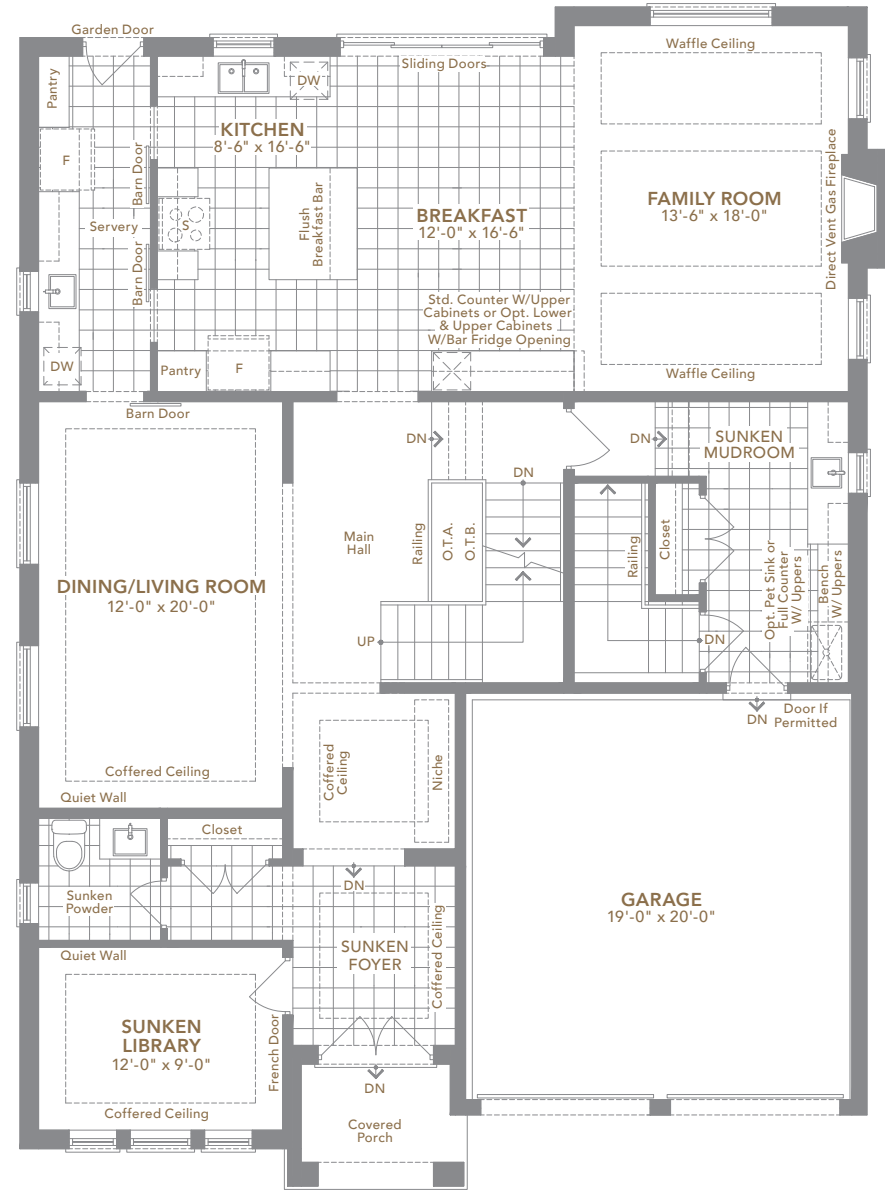 Garden Door
Waffle Ceiling
Sliding Doors
Pantry
DW
KITCHEN
8'-6" x 16'-6"
F
Barn Door
Servery
S
Flush
Breakfast Bar
BREAKFAST
12'-0" x 16'-6"
FAMILY ROOM
13'-6" x 18'-0"
Direct Vent Gas Fireplace
Barn Door
Std. Counter W/Upper
Cabinets or Opt. Lower
& Upper Cabinets
W/Bar Fridge Opening
DW
Pantry
F
Waffle Ceiling
Barn Door
DN
DN
SUNKEN
MUDROOM
DN
Main
Hall
Railing
O.T.A.
O.T.B.
Railing
Closet
Opt. Pet Sink or
Full Counter
W/ Uppers
Bench
W/ Uppers
DINING/LIVING ROOM
12'-0" x 20'-0"
UP
DN
DN
Door If
Permitted
Coffered
Ceiling
Niche
Coffered Ceiling
Quiet Wall
Closet
DN
Sunken
Powder
SUNKEN
FOYER
Coffered Ceiling
GARAGE
19'-0" x 20'-0"
Quiet Wall
SUNKEN
LIBRARY
12'-0" x 9'-0"
French Door
Coffered Ceiling
DN
Covered
Porch